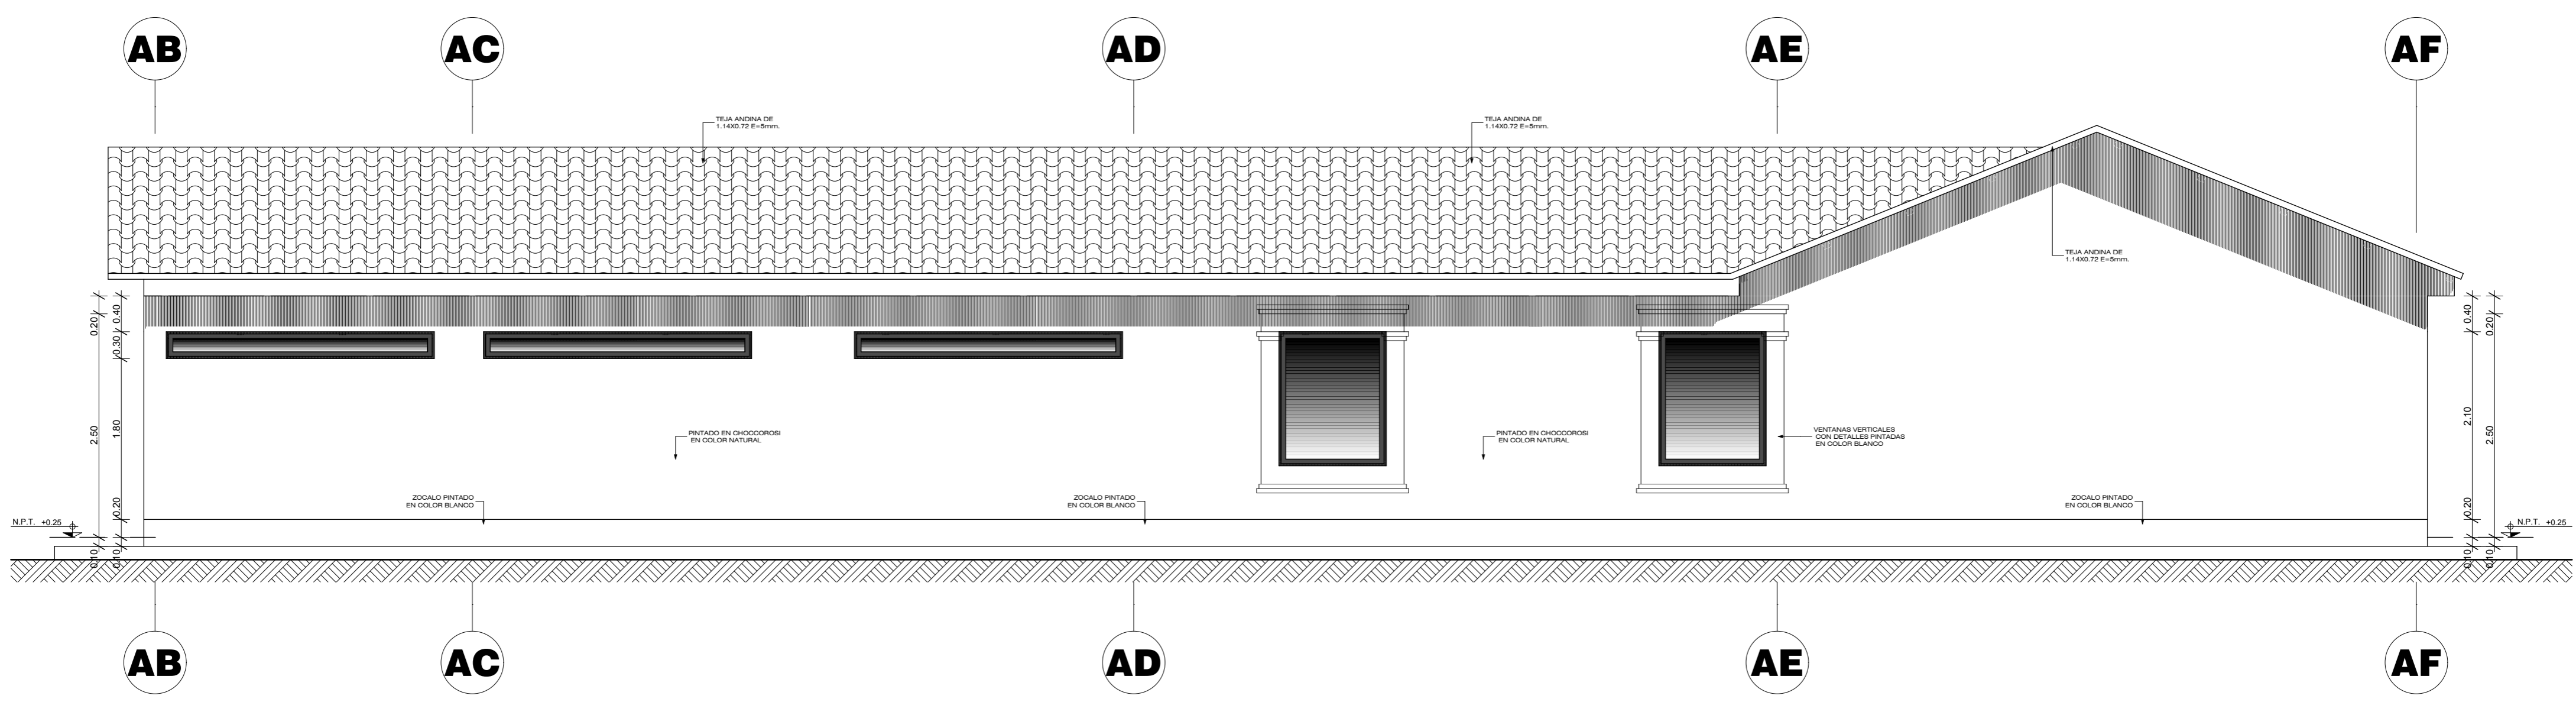 AB
AC
AD
AE
AF
TEJA ANDINA DE
1.14X0.72 E=5mm.
TEJA ANDINA DE
1.14X0.72 E=5mm.
TEJA ANDINA DE
1.14X0.72 E=5mm.
0.20
0.40
0.30
2.50
1.80
0.20
0.10
0.10
N.P.T. +0.25
PINTADO EN CHOCCOROSI
EN COLOR NATURAL
PINTADO EN CHOCCOROSI
EN COLOR NATURAL
VENTANAS VERTICALES
CON DETALLES PINTADAS
EN COLOR BLANCO
ZOCALO PINTADO
EN COLOR BLANCO
ZOCALO PINTADO
EN COLOR BLANCO
ZOCALO PINTADO
EN COLOR BLANCO
0.40
0.20
2.10
2.50
0.20
0.10
0.10
N.P.T. +0.25
AB
AC
AD
AE
AF